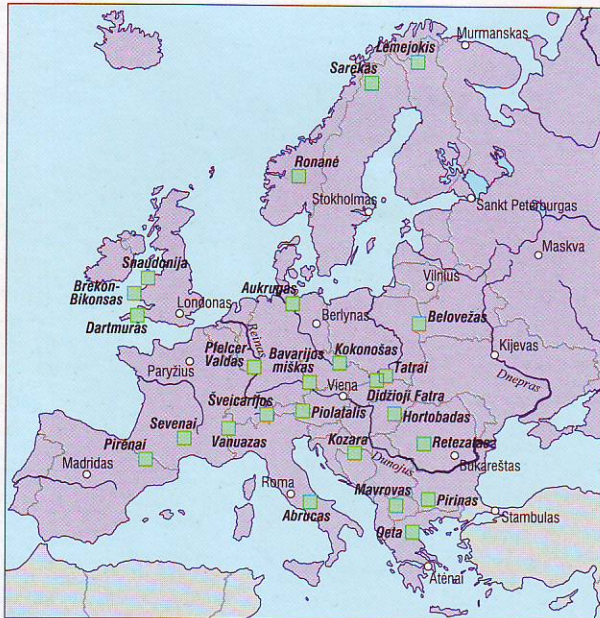 Murmanskas
Lemejokis
Sarekas
Ronanė
Stokholmas
Sankt Peterburgas
Maskva
Snaudonija
Brekon-
Bikonsas
Londonas
Dartmuras
Aukrugas
Vilnius
Berlynas
Belovežas
Reinas
Pfelcer-
Valdas
Bavarijos
miškas
Kokonošas
Kijevas
Tatrai
Dnepras
Paryžius
Viena
Didžioji Fatra
Šveicarijos
Piolatalis
Hortobadas
Sevenai
Vanuazas
Kozara
Retezatas
Pirėnai
Dunojus
Bukareštas
Madridas
Roma
Mavrovas
Pirinas
Abrucas
Stambulas
Oeta
Atėnai